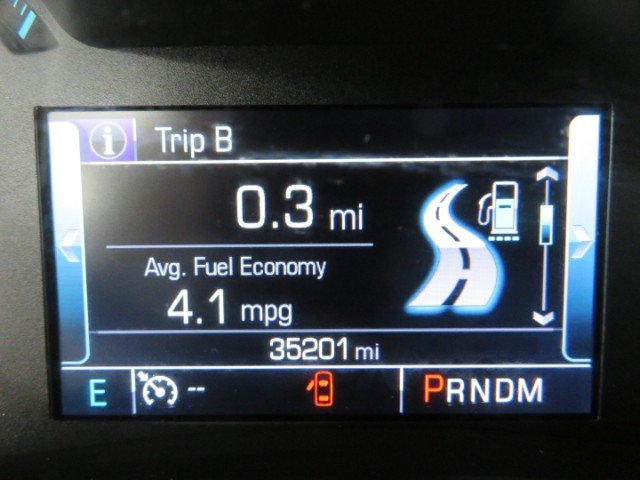 Trip B
0.3 mi
Avg. Fuel Economy
4.1 mpg
35201 mi
E -- PRNDM